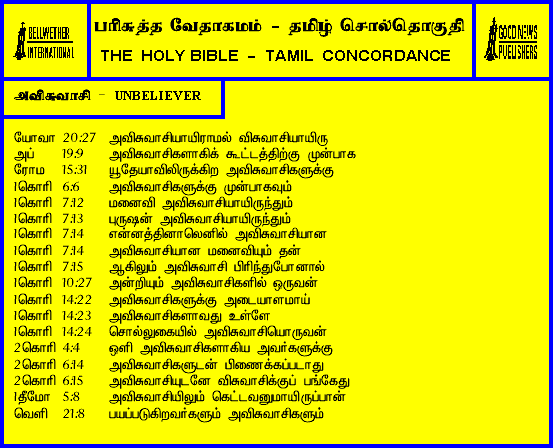 BELLWETHER
INTERNATIONAL
பரிசுத்த வேதாகமம் - தமிழ் சொல்தொகுதி
THE HOLY BIBLE - TAMIL CONCORDANCE
GOOD NEWS
PUBLISHERS
அவிசுவாசி - UNBELIEVER
யோவா 20:27 அவிசுவாசியாயிராமல் விசுவாசியாயிரு
அப் 19:9 அவிசுவாசிகளாகிக் கூட்டத்திற்கு முன்பாக
ரோம 15:31 யூதேயாவிலிருக்கிற அவிசுவாசிகளுக்கு
1கொரி 6:6 அவிசுவாசிகளுக்கு முன்பாகவும்
1கொரி 7:12 மனைவி அவிசுவாசியாயிருந்தும்
1கொரி 7:13 புருஷன் அவிசுவாசியாயிருந்தும்
1கொரி 7:14 என்னத்தினாலெனில் அவிசுவாசியான
1கொரி 7:14 அவிசுவாசியான மனைவியும் தன்
1கொரி 7:15 ஆகிலும் அவிசுவாசி பிரிந்துபோனால்
1கொரி 10:27 அன்றியும் அவிசுவாசிகளில் ஒருவன்
1கொரி 14:22 அவிசுவாசிகளுக்கு அடையாளமாய்
1கொரி 14:23 அவிசுவாசிகளாவது உள்ளே
1கொரி 14:24 சொல்லுகையில் அவிசுவாசியொருவன்
2கொரி 4:4 ஒளி அவிசுவாசிகளாகிய அவர்களுக்கு
2கொரி 6:14 அவிசுவாசிகளுடன் பிணைக்கப்படாது
2கொரி 6:15 அவிசுவாசியுடனே விசுவாசிக்குப் பங்கேது
1தீமோ 5:8 அவிசுவாசியிலும் கெட்டவனுமாயிருப்பான்
வெளி 21:8 பயப்படுகிறவர்களும் அவிசுவாசிகளும்